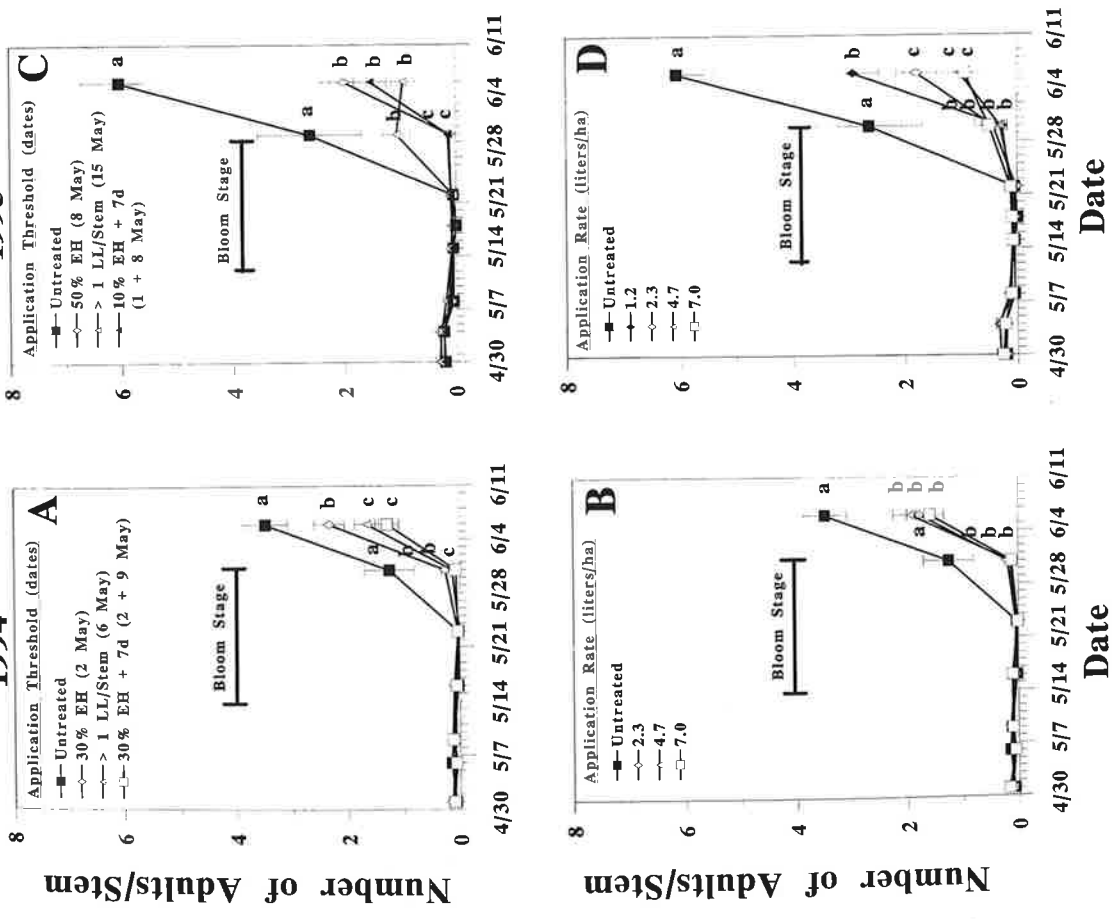 A
Application Threshold (dates)
Untreated
30% EH (2 May)
> 1 LL/Stem (6 May)
30% EH + 7d (2 + 9 May)
Bloom Stage
a
b
c
c
a
b
b
c
8
6
4
2
0
4/30 5/7 5/14 5/21 5/28 6/4 6/11
Number of Adults/Stem
C
Application Threshold (dates)
Untreated
50% EH (8 May)
> 1 LL/Stem (15 May)
10% EH + 7d
(1 + 8 May)
Bloom Stage
a
a
b
b
b
b
c
c
8
6
4
2
0
4/30 5/7 5/14 5/21 5/28 6/4 6/11
B
Application Rate (liters/ha)
Untreated
2.3
4.7
7.0
Bloom Stage
a
b
b
b
a
b
b
b
8
6
4
2
0
4/30 5/7 5/14 5/21 5/28 6/4 6/11
Number of Adults/Stem
Date
D
Application Rate (liters/ha)
Untreated
1.2
2.3
4.7
7.0
Bloom Stage
a
a
b
c
c
c
b
b
b
b
8
6
4
2
0
4/30 5/7 5/14 5/21 5/28 6/4 6/11
Date